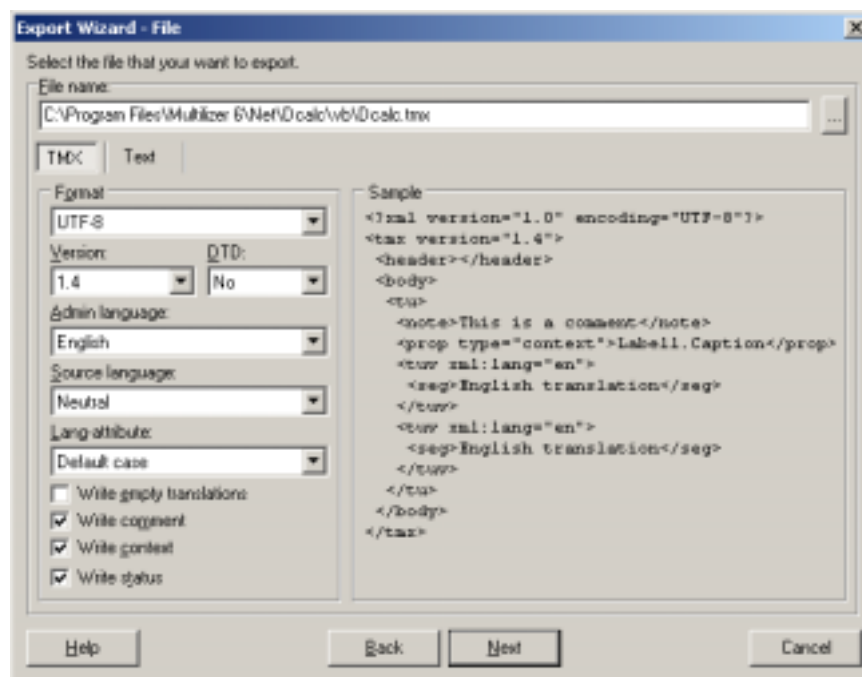 Export Wizard - File
Select the file that your want to export.
File name:
C:\Program Files\Multilizer 6\Net\Dcalc\vb\Dcalc.tmx
...
TMX Text
Format
UTF-8
Version: DTD:
1.4 No
Admin language:
English
Source language:
Neutral
Lang-attribute:
Default case
Write empty translations
Write comment
Write context
Write status
Sample
<?xml version="1.0" encoding="UTF-8"?>
<tmx version="1.4">
<header></header>
<body>
<tu>
<note>This is a comment</note>
<prop type="context">Label1.Caption</prop>
<tuv xml:lang="en">
<seg>English translation</seg>
</tuv>
<tuv xml:lang="en">
<seg>English translation</seg>
</tuv>
</tu>
</body>
</tmx>
Help Back Next Cancel